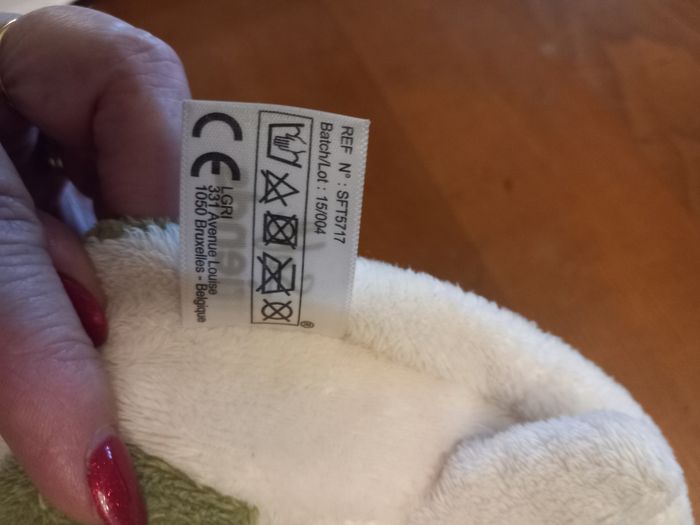 REF N° : SFT5717
Batch/Lot : 15/004
CE
LGRI
331 Avenue Louise
1050 Bruxelles - Belgique
®